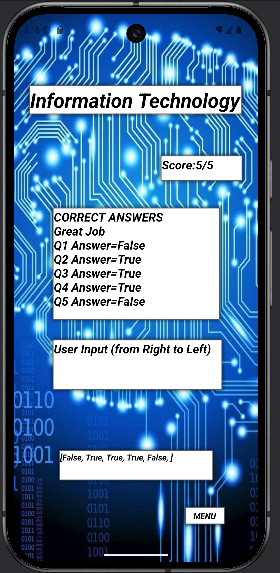 Information Technology
Score:5/5
CORRECT ANSWERS
Great Job
Q1 Answer=False
Q2 Answer=True
Q3 Answer=True
Q4 Answer=True
Q5 Answer=False
User Input (from Right to Left)
[False, True, True, True, False, ]
MENU